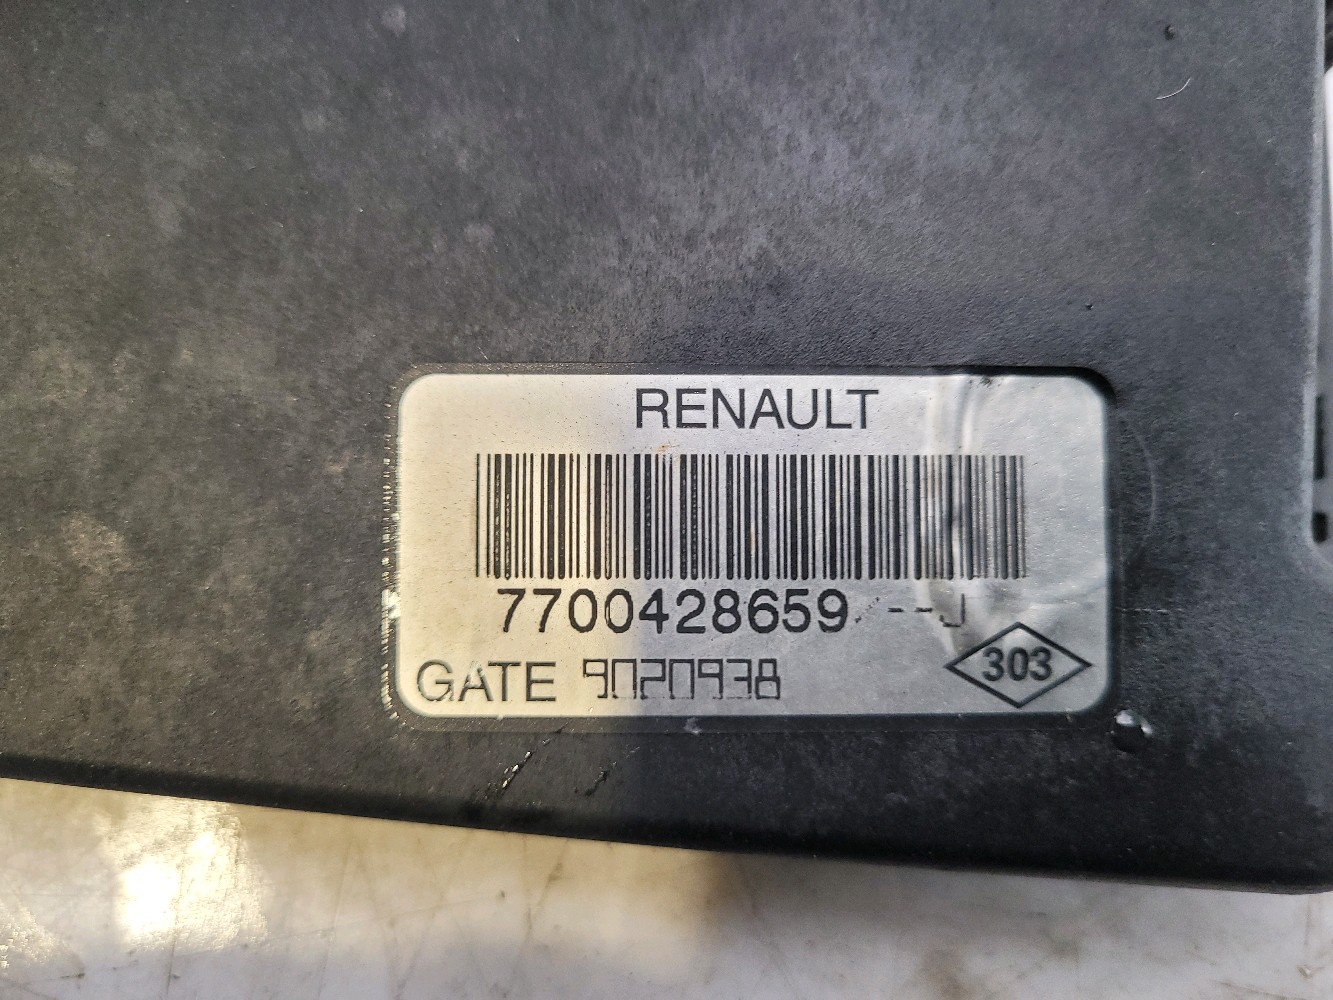 RENAULT
7700428659 --J
GATE 9020938
303